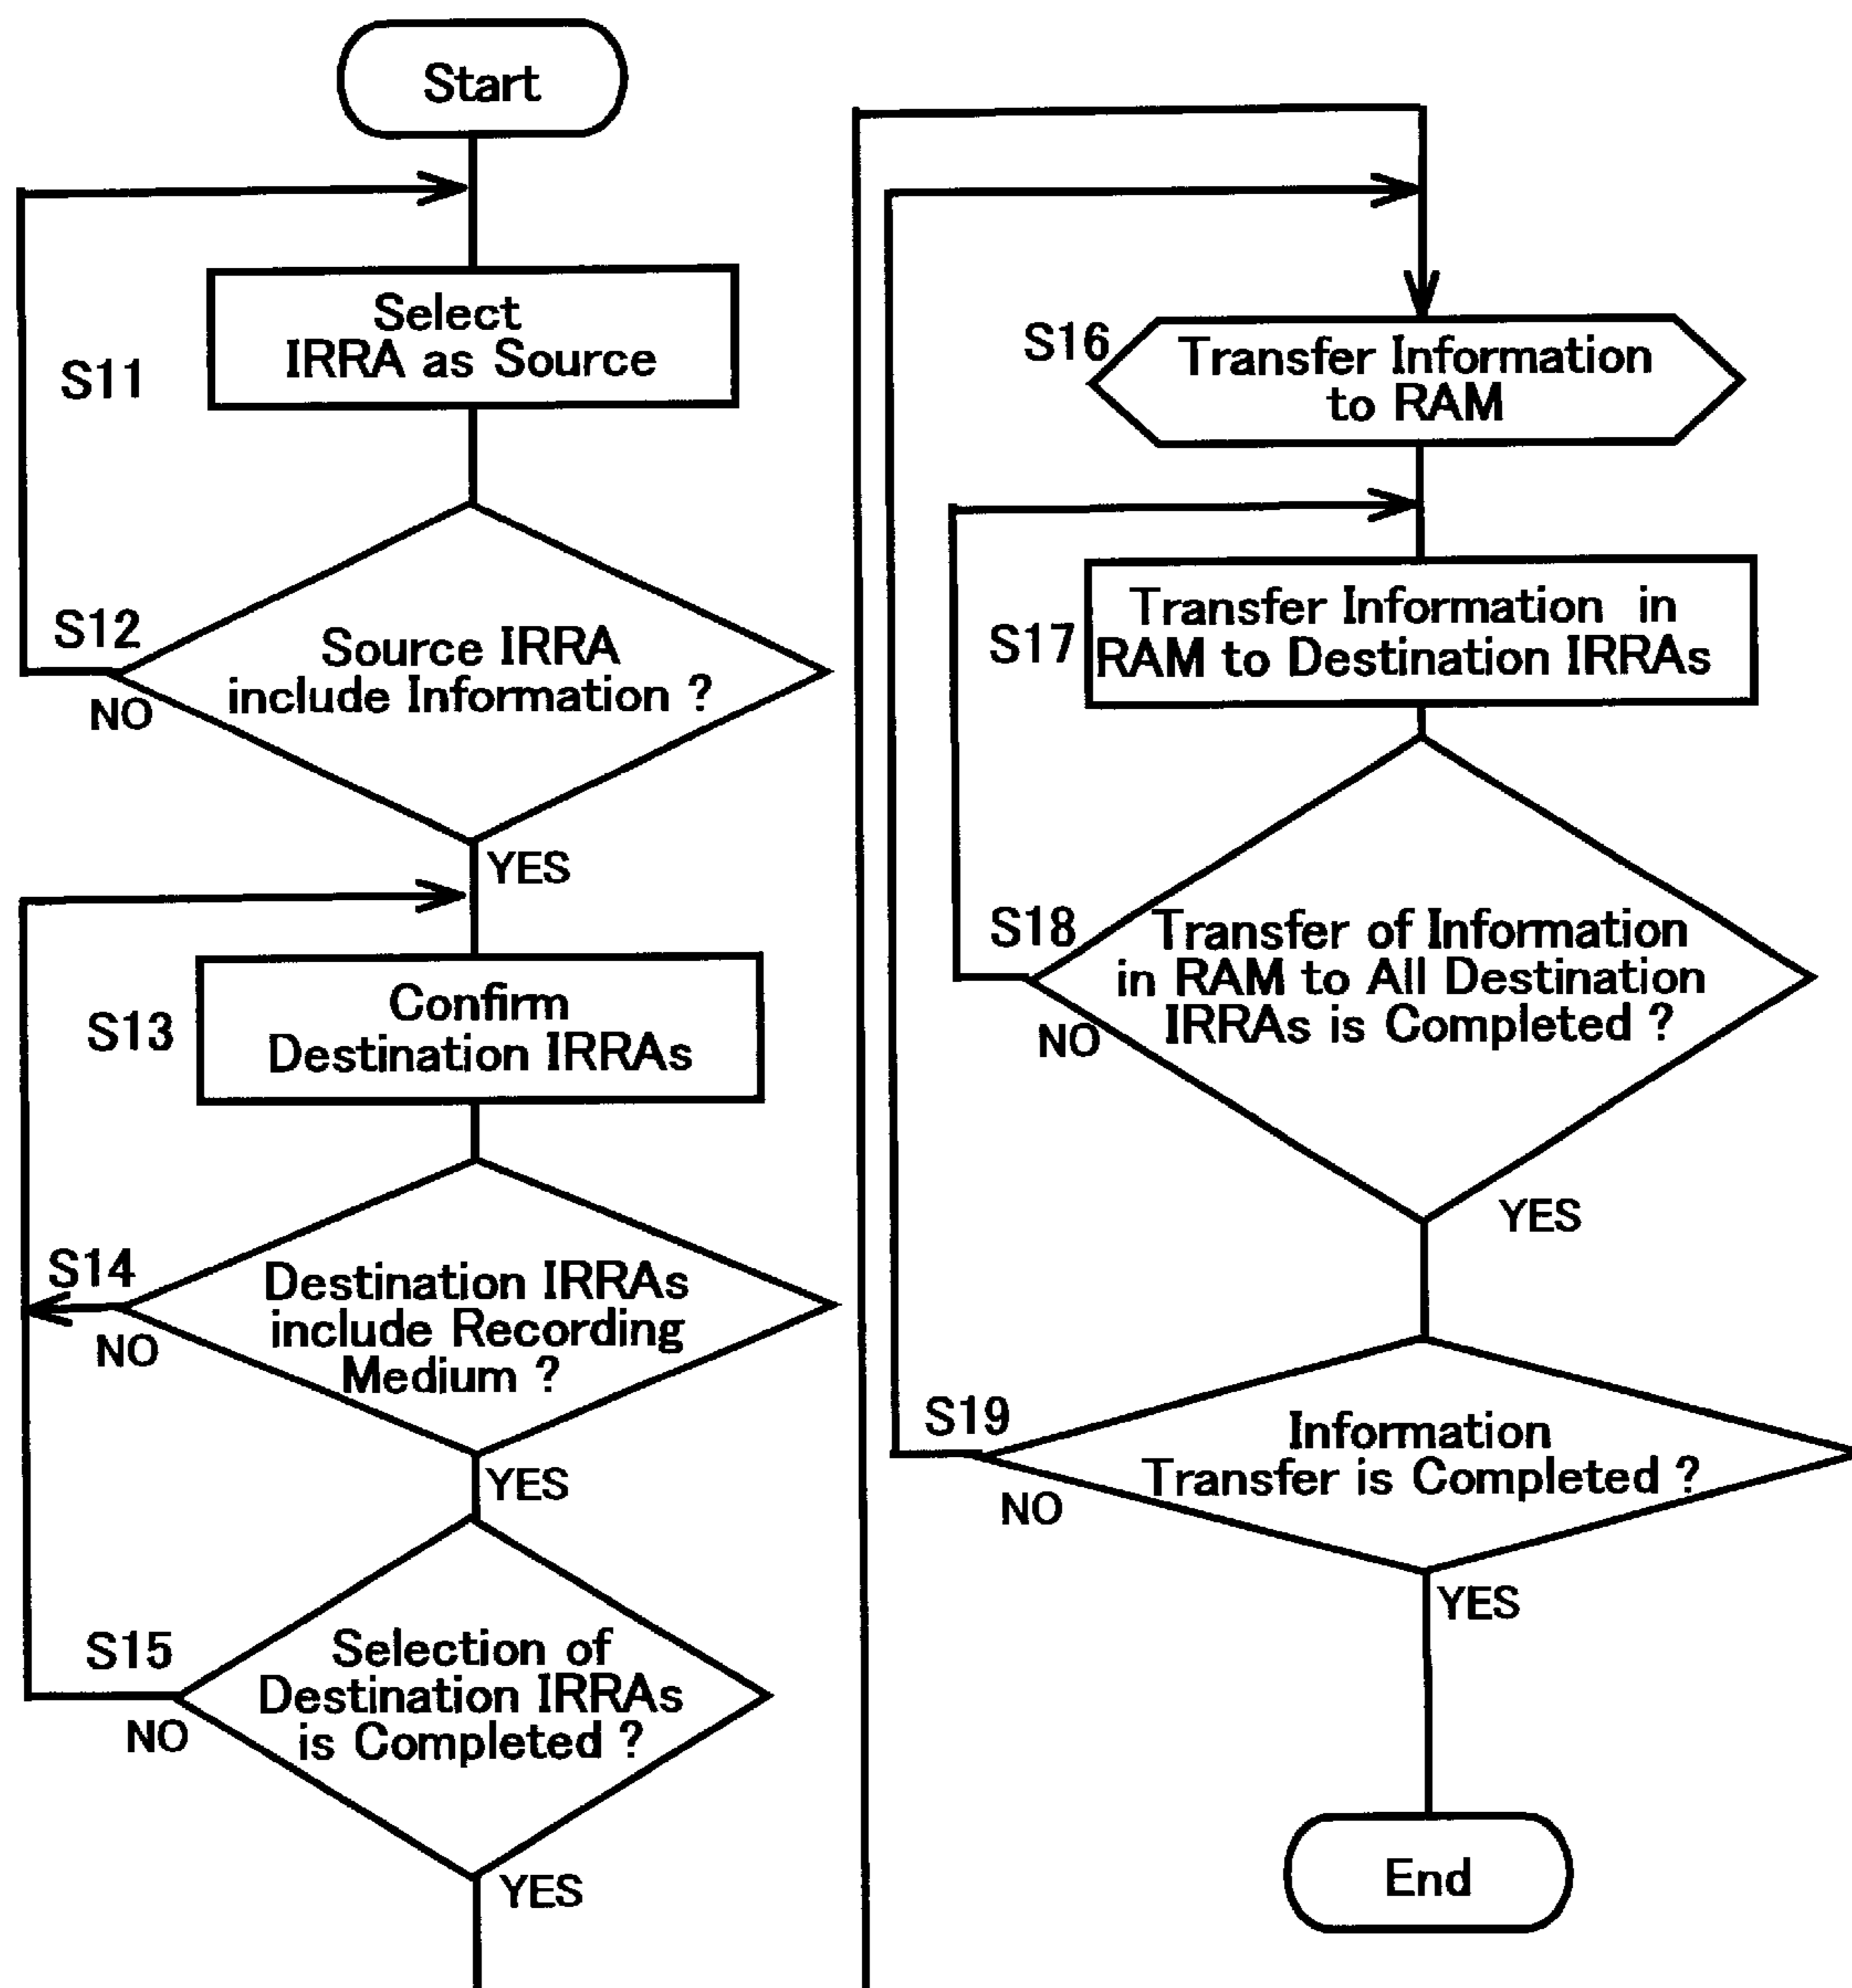 Start
S11
Select
IRRA as Source
S12
Source IRRA
include Information ?
NO
YES
S13
Confirm
Destination IRRAs
S14
Destination IRRAs
include Recording
Medium ?
NO
YES
S15
Selection of
Destination IRRAs
is Completed ?
NO
YES
S16
Transfer Information
to RAM
S17
Transfer Information in
RAM to Destination IRRAs
S18
Transfer of Information
in RAM to All Destination
IRRAs is Completed ?
NO
YES
S19
Information
Transfer is Completed ?
NO
YES
End